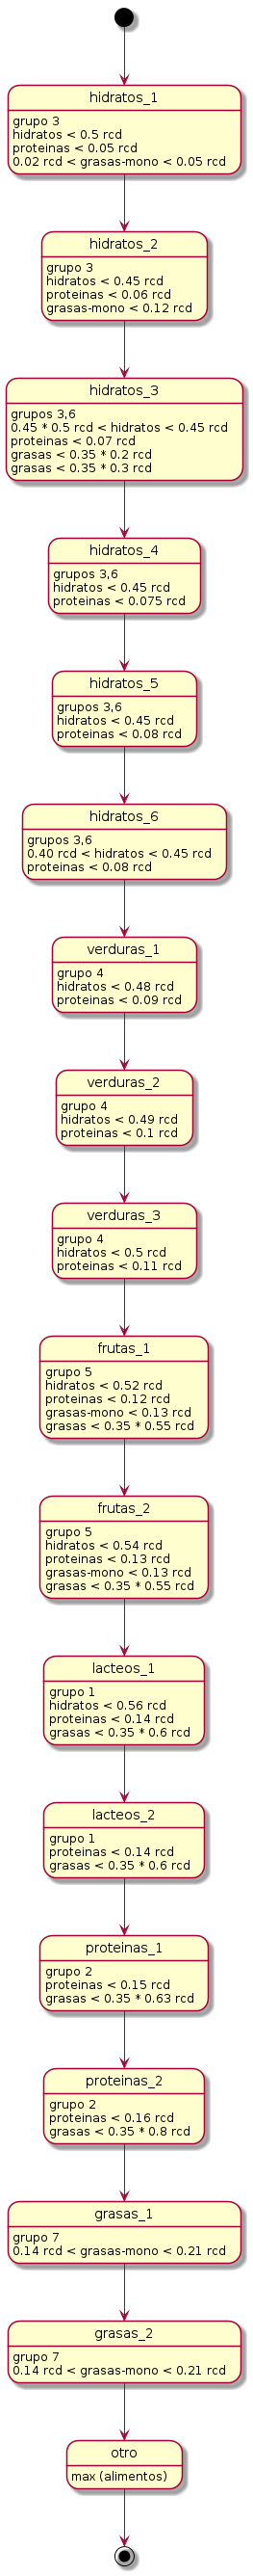 hidratos_1
grupo 3
hidratos < 0.5 rcd
proteinas < 0.05 rcd
0.02 rcd < grasas-mono < 0.05 rcd
hidratos_2
grupo 3
hidratos < 0.45 rcd
proteinas < 0.06 rcd
grasas-mono < 0.12 rcd
hidratos_3
grupos 3,6
0.45 * 0.5 rcd < hidratos < 0.45 rcd
proteinas < 0.07 rcd
grasas < 0.35 * 0.2 rcd
grasas < 0.35 * 0.3 rcd
hidratos_4
grupos 3,6
hidratos < 0.45 rcd
proteinas < 0.075 rcd
hidratos_5
grupos 3,6
hidratos < 0.45 rcd
proteinas < 0.08 rcd
hidratos_6
grupos 3,6
0.40 rcd < hidratos < 0.45 rcd
proteinas < 0.08 rcd
verduras_1
grupo 4
hidratos < 0.48 rcd
proteinas < 0.09 rcd
verduras_2
grupo 4
hidratos < 0.49 rcd
proteinas < 0.1 rcd
verduras_3
grupo 4
hidratos < 0.5 rcd
proteinas < 0.11 rcd
frutas_1
grupo 5
hidratos < 0.52 rcd
proteinas < 0.12 rcd
grasas-mono < 0.13 rcd
grasas < 0.35 * 0.55 rcd
frutas_2
grupo 5
hidratos < 0.54 rcd
proteinas < 0.13 rcd
grasas-mono < 0.13 rcd
grasas < 0.35 * 0.55 rcd
lacteos_1
grupo 1
hidratos < 0.56 rcd
proteinas < 0.14 rcd
grasas < 0.35 * 0.6 rcd
lacteos_2
grupo 1
proteinas < 0.14 rcd
grasas < 0.35 * 0.6 rcd
proteinas_1
grupo 2
proteinas < 0.15 rcd
grasas < 0.35 * 0.63 rcd
proteinas_2
grupo 2
proteinas < 0.16 rcd
grasas < 0.35 * 0.8 rcd
grasas_1
grupo 7
0.14 rcd < grasas-mono < 0.21 rcd
grasas_2
grupo 7
0.14 rcd < grasas-mono < 0.21 rcd
otro
max (alimentos)